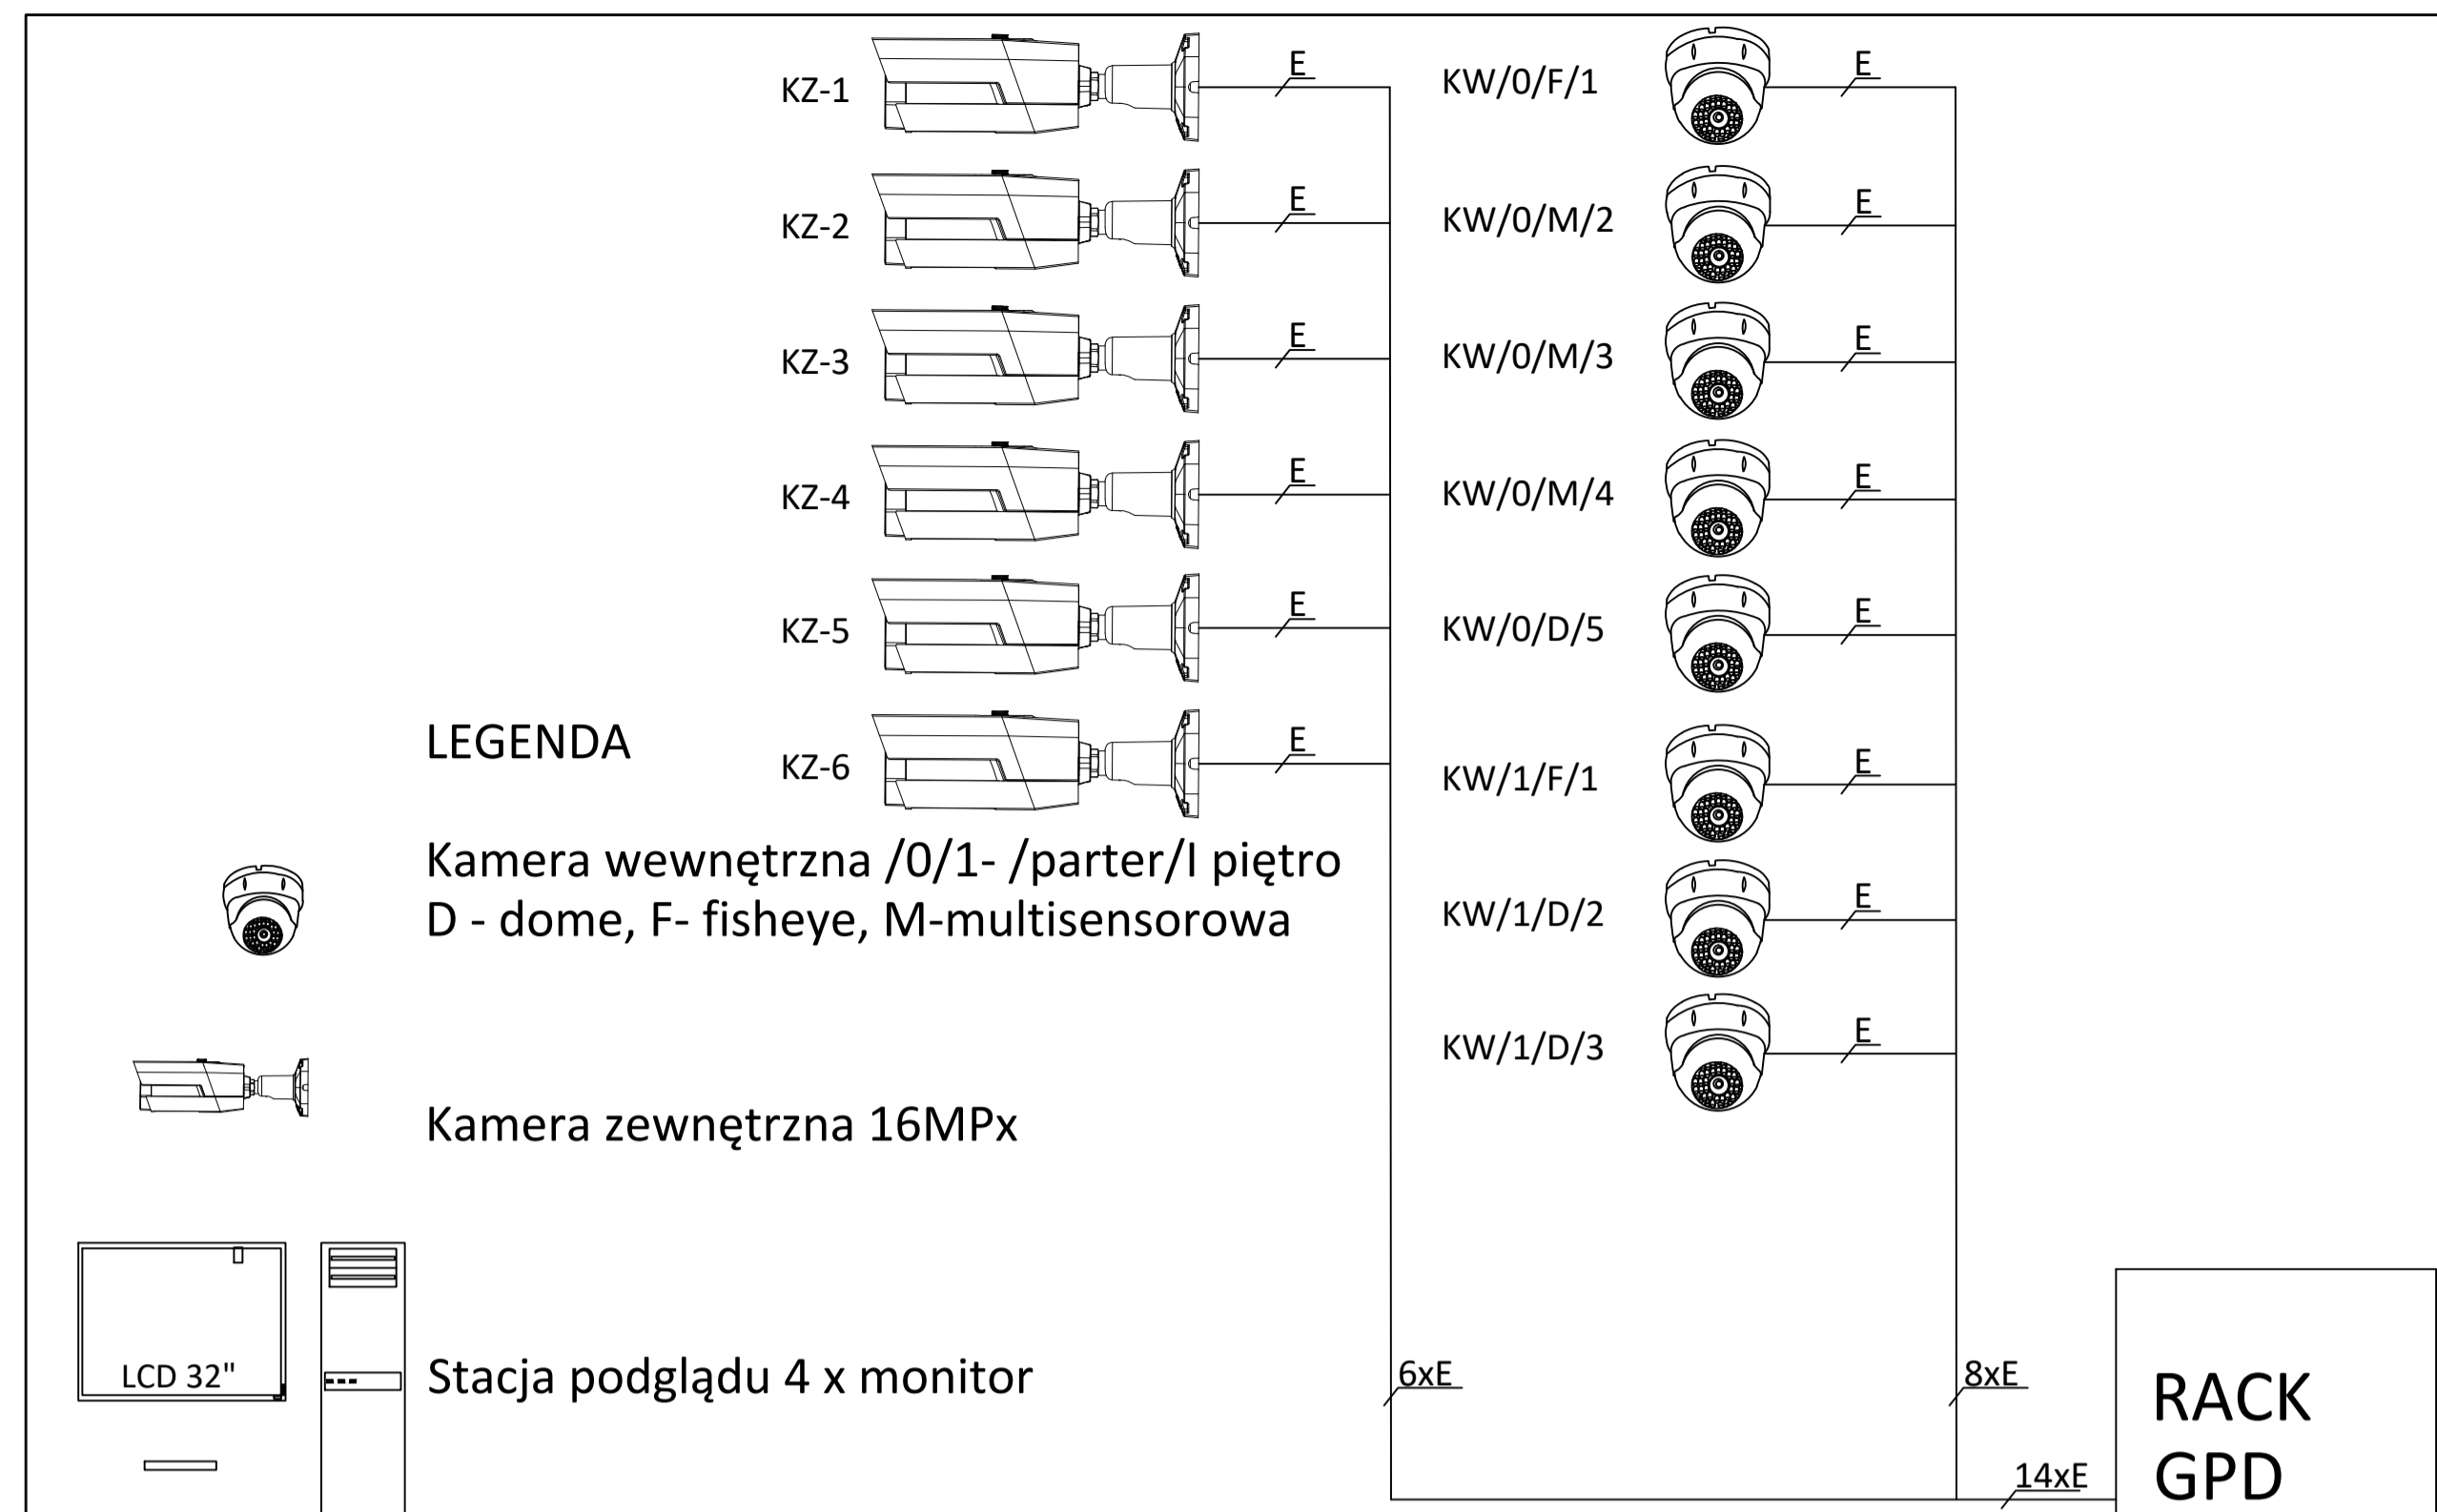 KZ-1
E
KZ-2
E
KZ-3
E
KZ-4
E
KZ-5
E
KZ-6
E
KW/0/F/1
E
KW/0/M/2
E
KW/0/M/3
E
KW/0/M/4
E
KW/0/D/5
E
KW/1/F/1
E
KW/1/D/2
E
KW/1/D/3
E
LEGENDA
Kamera wewnętrzna /0/1- /parter/I piętro
D - dome, F- fisheye, M-multisensorowa
Kamera zewnętrzna 16MPx
LCD 32"
Stacja podglądu 4 x monitor
6xE
8xE
14xE
RACK
GPD